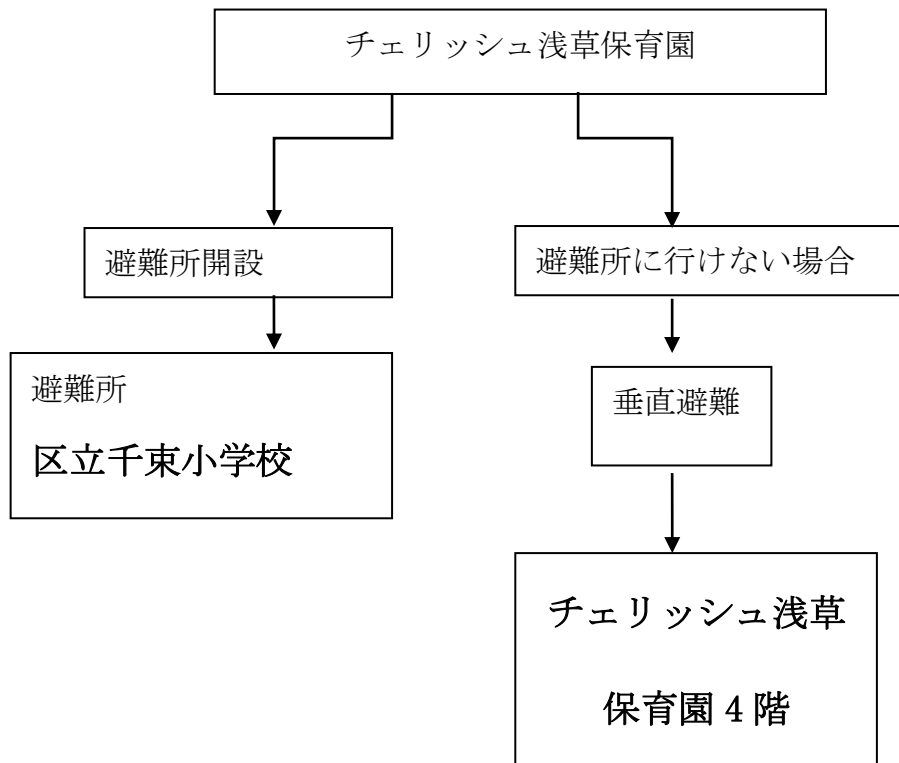 チェリッシュ浅草保育園
避難所開設
避難所に行けない場合
避難所
区立千束小学校
垂直避難
チェリッシュ浅草
保育園 4 階